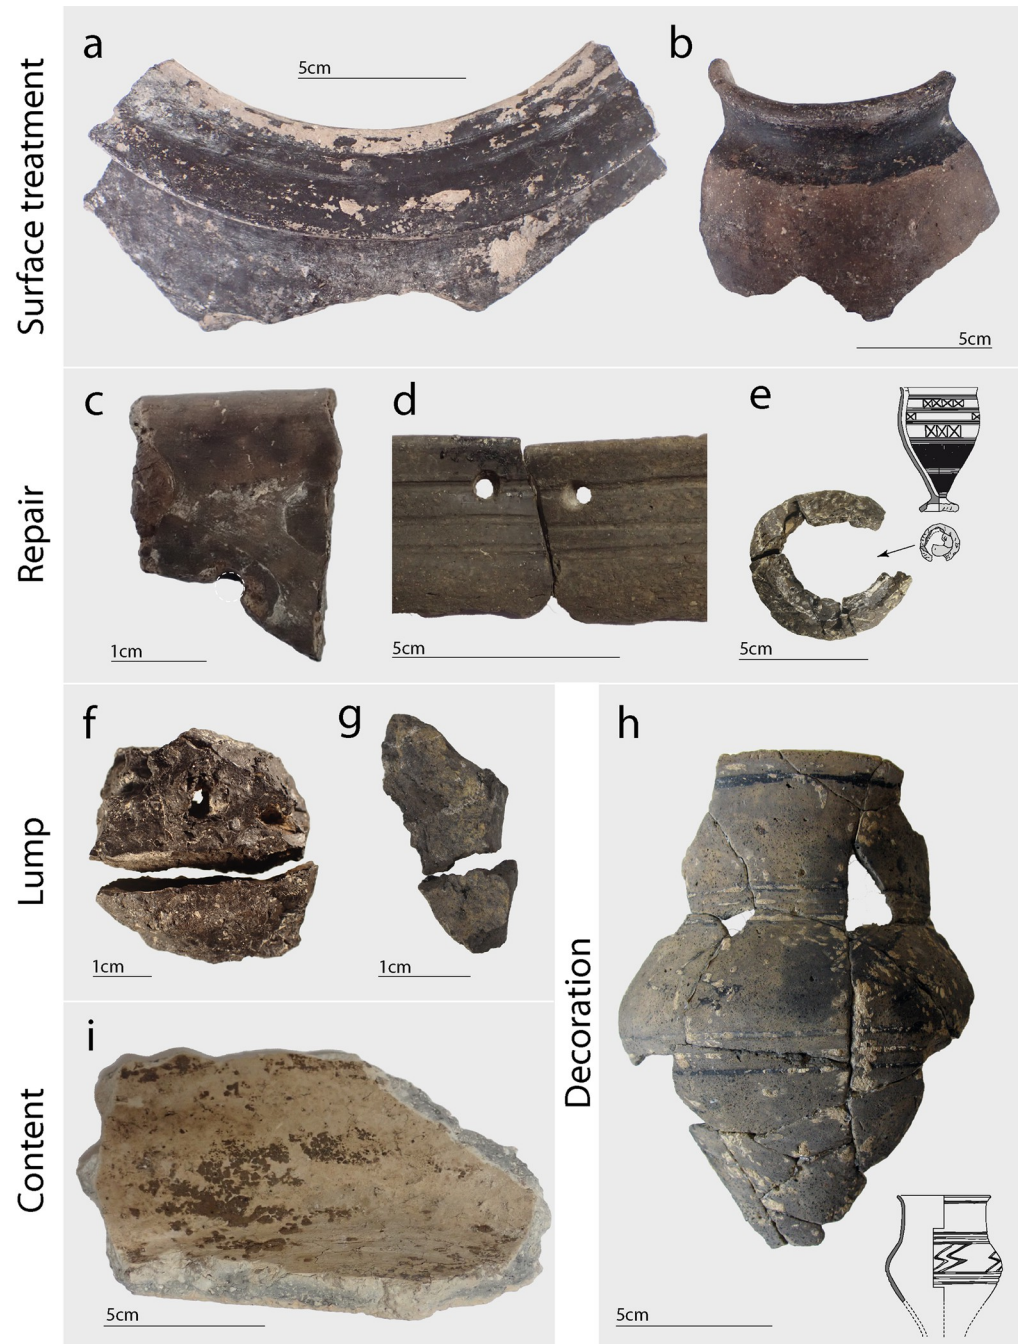 Surface treatment
a
5cm
b
5cm
Repair
c
1cm
d
5cm
e
5cm
Lump
f
1cm
g
1cm
Decoration
h
5cm
Content
i
5cm